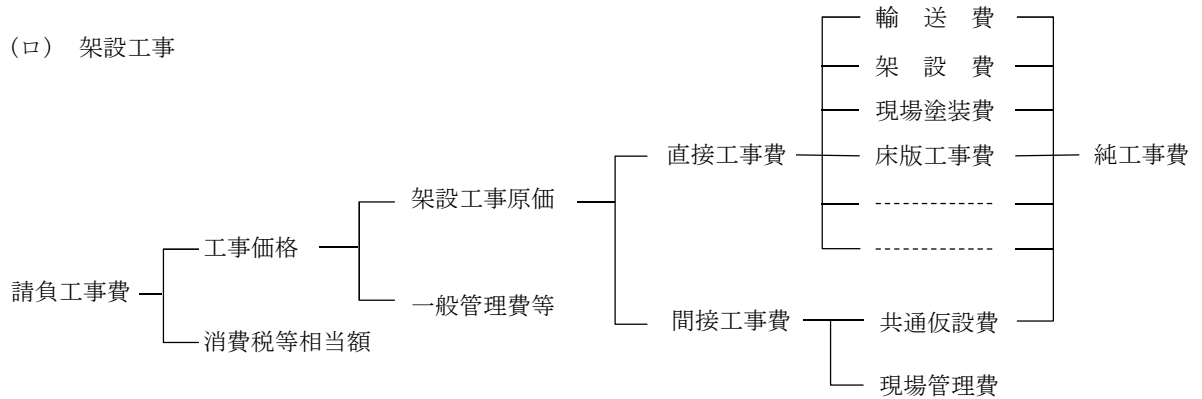 (ロ) 架設工事
請負工事費
工事価格
消費税等相当額
架設工事原価
一般管理費等
直接工事費
間接工事費
輸 送 費
架 設 費
現場塗装費
床版工事費
共通仮設費
現場管理費
純工事費